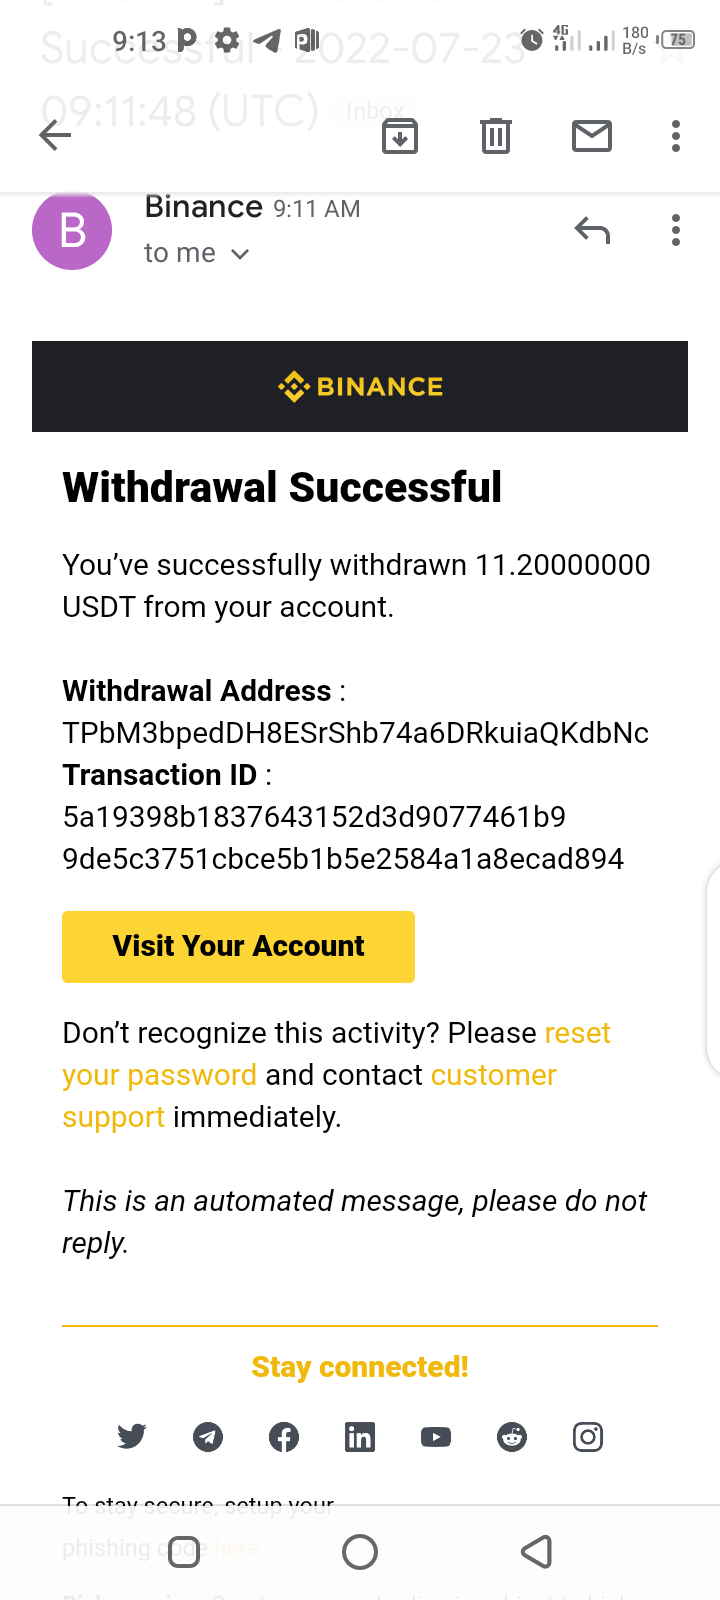 9:13
4G
180
B/s
75
Successful - 2022-07-23
09:11:48 (UTC) Inbox
B
Binance 9:11 AM
to me
BINANCE
Withdrawal Successful
You’ve successfully withdrawn 11.20000000
USDT from your account.
Withdrawal Address :
TPbM3bpedDH8ESrShb74a6DRkuiaQKdbNc
Transaction ID :
5a19398b1837643152d3d9077461b9
9de5c3751cbce5b1b5e2584a1a8ecad894
Visit Your Account
Don’t recognize this activity? Please reset
your password and contact customer
support immediately.
This is an automated message, please do not
reply.
Stay connected!
To stay secure, setup your
phishing code here